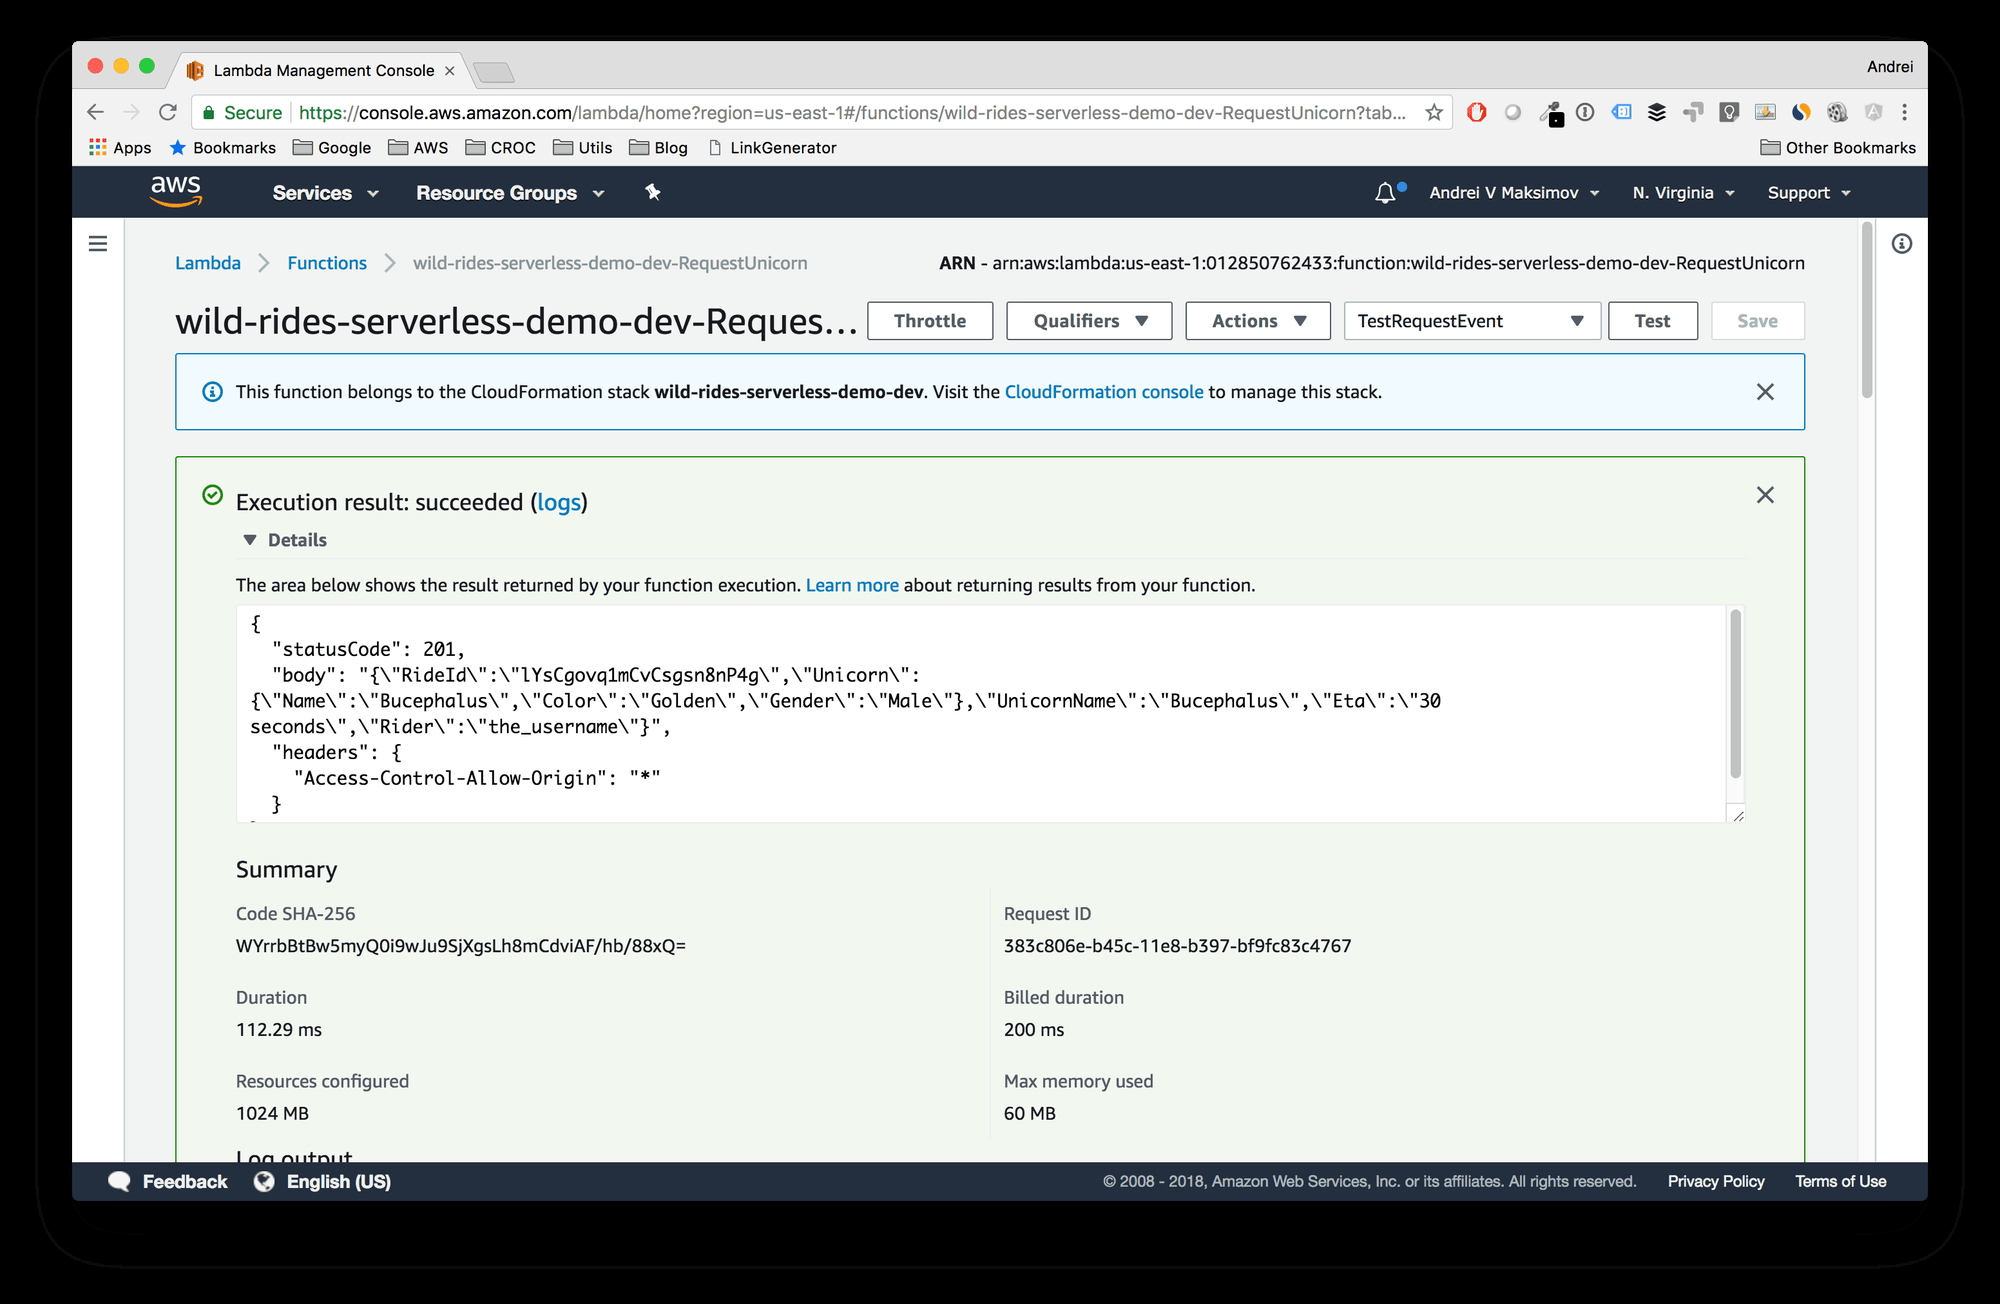 Lambda Management Console
Andrei
Secure https://console.aws.amazon.com/lambda/home?region=us-east-1#/functions/wild-rides-serverless-demo-dev-RequestUnicorn?tab...
Apps Bookmarks Google AWS CROC Utils Blog LinkGenerator Other Bookmarks
aws Services Resource Groups Andrei V Maksimov N. Virginia Support
Lambda Functions wild-rides-serverless-demo-dev-RequestUnicorn ARN - arn:aws:lambda:us-east-1:012850762433:function:wild-rides-serverless-demo-dev-RequestUnicorn
wild-rides-serverless-demo-dev-Reques... Throttle Qualifiers Actions TestRequestEvent Test Save
This function belongs to the CloudFormation stack wild-rides-serverless-demo-dev. Visit the CloudFormation console to manage this stack.
Execution result: succeeded (logs)
Details
The area below shows the result returned by your function execution. Learn more about returning results from your function.
{
"statusCode": 201,
"body": "{\"RideId\":\"lYsCgovq1mCvCsgsn8nP4g\",\"Unicorn\":
{\"Name\":\"Bucephalus\",\"Color\":\"Golden\",\"Gender\":\"Male\"},\"UnicornName\":\"Bucephalus\",\"Eta\":\"30
seconds\",\"Rider\":\"the_username\"}",
"headers": {
"Access-Control-Allow-Origin": "*"
}
Summary
Code SHA-256
WYrrbBtBw5myQ0i9wJu9SjXgsLh8mCdviAF/hb/88xQ=
Request ID
383c806e-b45c-11e8-b397-bf9fc83c4767
Duration
112.29 ms
Billed duration
200 ms
Resources configured
1024 MB
Max memory used
60 MB
Log output
Feedback English (US) © 2008 - 2018, Amazon Web Services, Inc. or its affiliates. All rights reserved. Privacy Policy Terms of Use